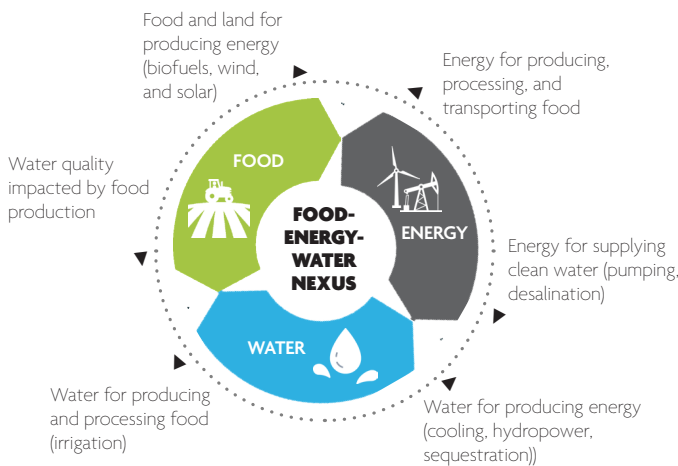 Food and land for
producing energy
(biofuels, wind,
and solar)
Energy for producing,
processing, and
transporting food
Water quality
impacted by food
production
FOOD
ENERGY
FOOD-
ENERGY-
WATER
NEXUS
Energy for supplying
clean water (pumping,
desalination)
WATER
Water for producing
and processing food
(irrigation)
Water for producing energy
(cooling, hydropower,
sequestration))